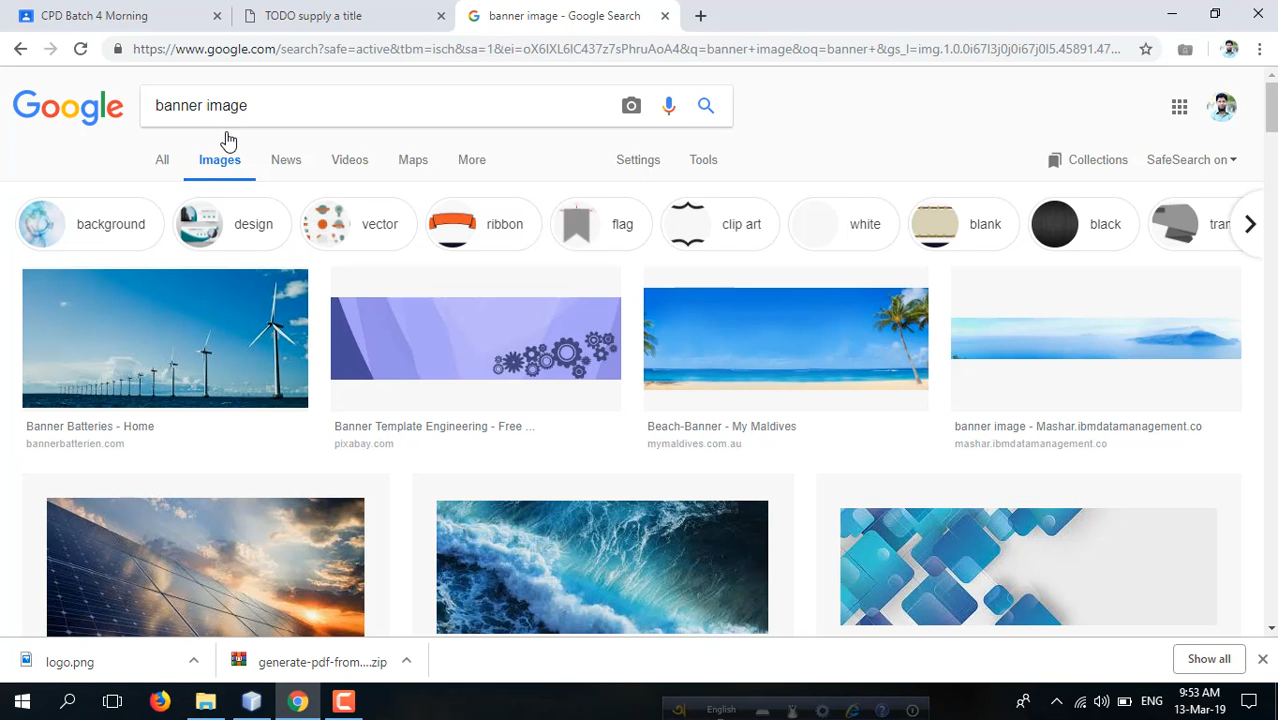 CPD Batch 4 Morning
TODO supply a title
banner image - Google Search
https://www.google.com/search?safe=active&tbm=isch&sa=1&ei=oX6IXL6IC437z7sPhruAoA4&q=banner+image&oq=banner+&gs_l=img.1.0.0i67l3j0j0i67j0l5.45891.47...
Google
banner image
All
Images
News
Videos
Maps
More
Settings
Tools
Collections
SafeSearch on
background
design
vector
ribbon
flag
clip art
white
blank
black
tran
Banner Batteries - Home
bannerbatterien.com
Banner Template Engineering - Free ...
pixabay.com
Beach-Banner - My Maldives
mymaldives.com.au
banner image - Mashar.ibmdatamanagement.co
mashar.ibmdatamanagement.co
logo.png
generate-pdf-from....zip
Show all
English
ENG
9:53 AM
13-Mar-19